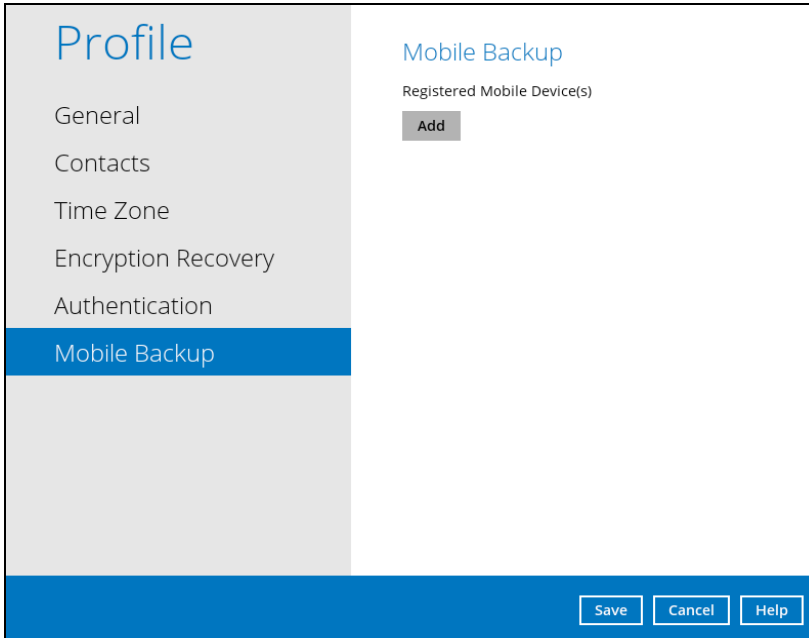 Profile
General
Contacts
Time Zone
Encryption Recovery
Authentication
Mobile Backup
Mobile Backup
Registered Mobile Device(s)
Add
Save Cancel Help